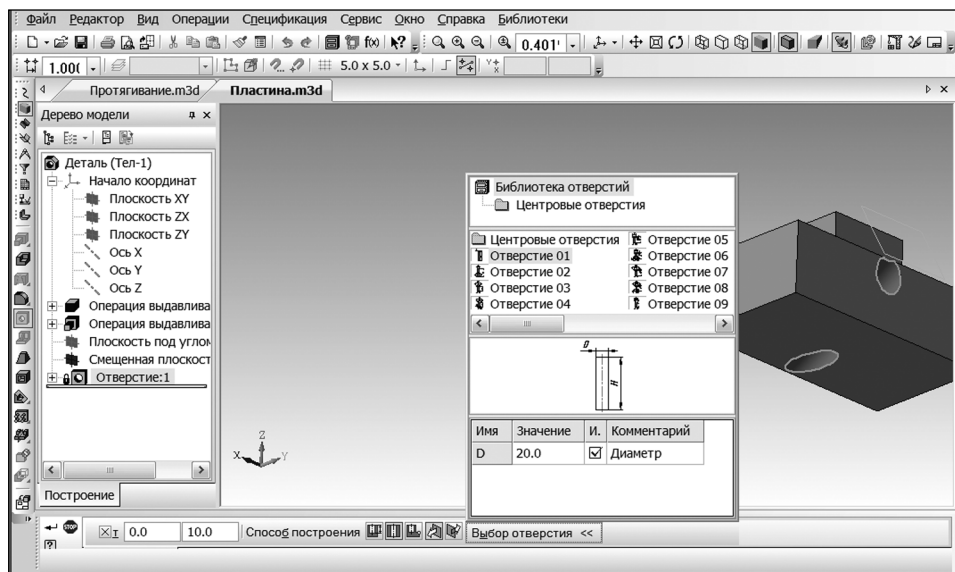 Файл Редактор Вид Операции Спецификация Сервис Окно Справка Библиотеки
0.401
1.00( 5.0 x 5.0
Протягивание.m3d Пластина.m3d
Дерево модели
Деталь (Тел-1)
Начало координат
Плоскость XY
Плоскость ZX
Плоскость ZY
Ось X
Ось Y
Ось Z
Операция выдавлива
Операция выдавлива
Плоскость под углом
Смещенная плоскост
Отверстие:1
Построение
Z
X
Y
Библиотека отверстий
Центровые отверстия
Центровые отверстия Отверстие 05
Отверстие 01 Отверстие 06
Отверстие 02 Отверстие 07
Отверстие 03 Отверстие 08
Отверстие 04 Отверстие 09
D
H
Имя Значение И. Комментарий
D 20.0 Диаметр
т 0.0 10.0 Способ построения Выбор отверстия <<